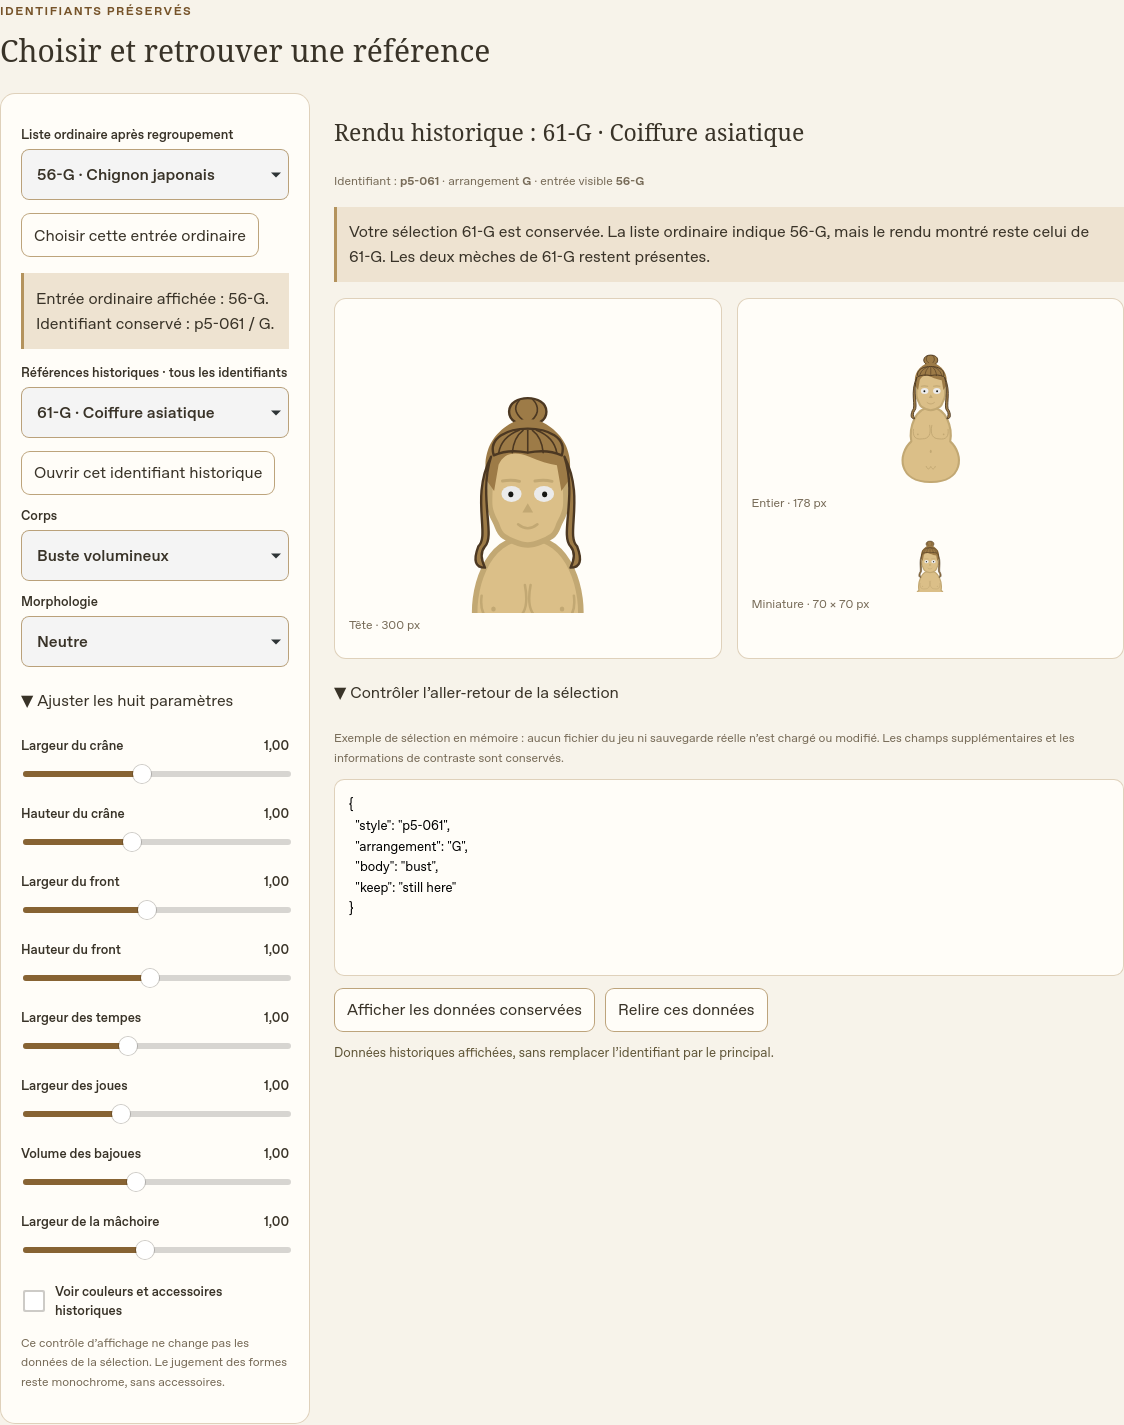 IDENTIFIANTS PRÉSERVÉS
Choisir et retrouver une référence
Liste ordinaire après regroupement
56-G · Chignon japonais
Choisir cette entrée ordinaire
Entrée ordinaire affichée : 56-G.
Identifiant conservé : p5-061 / G.
Références historiques · tous les identifiants
61-G · Coiffure asiatique
Ouvrir cet identifiant historique
Corps
Buste volumineux
Morphologie
Neutre
▼ Ajuster les huit paramètres
Largeur du crâne 1,00
Hauteur du crâne 1,00
Largeur du front 1,00
Hauteur du front 1,00
Largeur des tempes 1,00
Largeur des joues 1,00
Volume des bajoues 1,00
Largeur de la mâchoire 1,00
Voir couleurs et accessoires
historiques
Ce contrôle d’affichage ne change pas les
données de la sélection. Le jugement des formes
reste monochrome, sans accessoires.
Rendu historique : 61-G · Coiffure asiatique
Identifiant : p5-061 · arrangement G · entrée visible 56-G
Votre sélection 61-G est conservée. La liste ordinaire indique 56-G, mais le rendu montré reste celui de
61-G. Les deux mèches de 61-G restent présentes.
Tête · 300 px
Entier · 178 px
Miniature · 70 × 70 px
▼ Contrôler l’aller-retour de la sélection
Exemple de sélection en mémoire : aucun fichier du jeu ni sauvegarde réelle n’est chargé ou modifié. Les champs supplémentaires et les
informations de contraste sont conservés.
{
"style": "p5-061",
"arrangement": "G",
"body": "bust",
"keep": "still here"
}
Afficher les données conservées
Relire ces données
Données historiques affichées, sans remplacer l’identifiant par le principal.